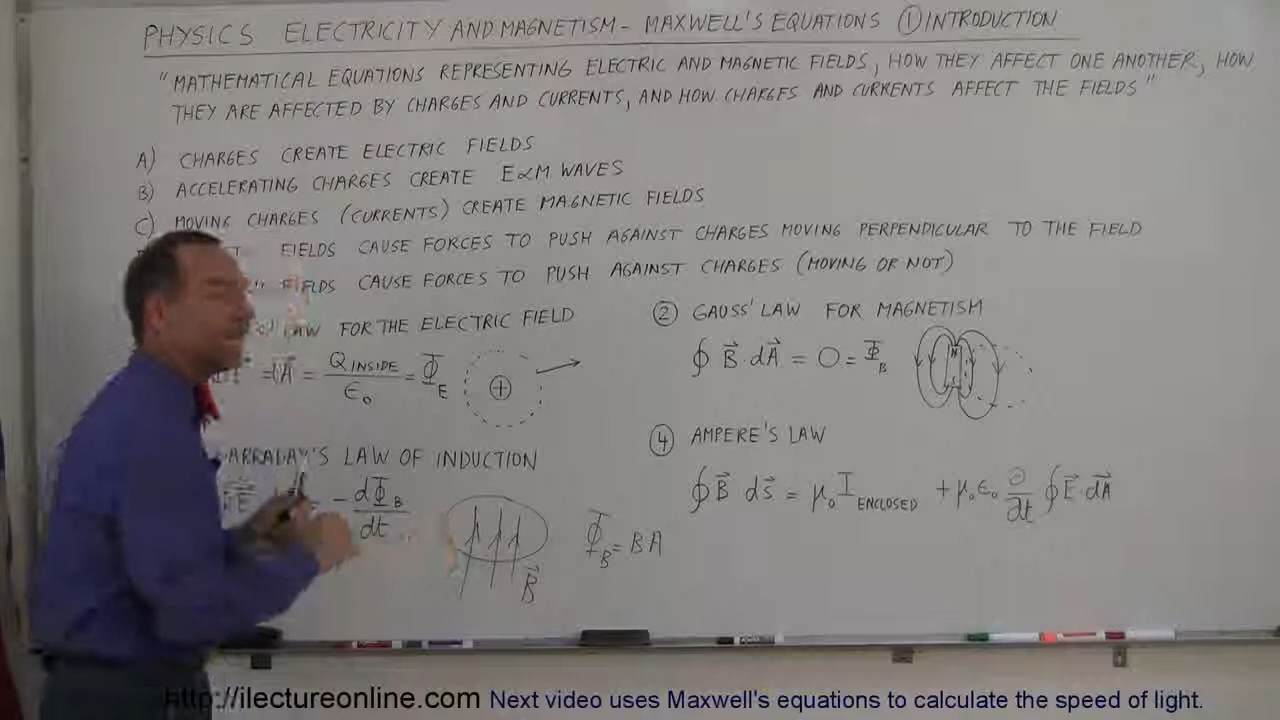 PHYSICS ELECTRICITY AND MAGNETISM - MAXWELL'S EQUATIONS ① INTRODUCTION
"MATHEMATICAL EQUATIONS REPRESENTING ELECTRIC AND MAGNETIC FIELDS, HOW THEY AFFECT ONE ANOTHER, HOW
THEY ARE AFFECTED BY CHARGES AND CURRENTS, AND HOW CHARGES AND CURRENTS AFFECT THE FIELDS"
A) CHARGES CREATE ELECTRIC FIELDS
B) ACCELERATING CHARGES CREATE E∝M WAVES
C) MOVING CHARGES (CURRENTS) CREATE MAGNETIC FIELDS
FIELDS CAUSE FORCES TO PUSH AGAINST CHARGES MOVING PERPENDICULAR TO THE FIELD
" FIELDS CAUSE FORCES TO PUSH AGAINST CHARGES (MOVING OR NOT)
LAW FOR THE ELECTRIC FIELD
= Q INSIDE / ε₀ = Φ_E
⊕
② GAUSS' LAW FOR MAGNETISM
∮ B⃗ · dA⃗ = 0 = Φ_B
N
ARRADAY'S LAW OF INDUCTION
- dΦ_B / dt
B⃗
Φ_B = BA
④ AMPERE'S LAW
∮ B⃗ ds⃗ = μ₀ I ENCLOSED + μ₀ ε₀ ∂/∂t ∮ E⃗ · dA⃗
http://ilectureonline.com Next video uses Maxwell's equations to calculate the speed of light.